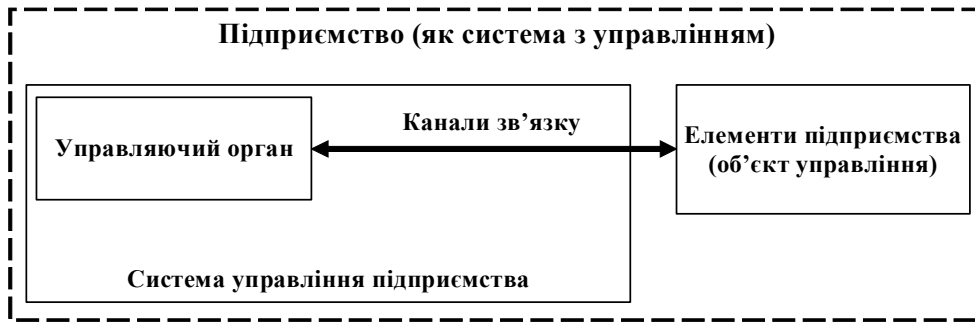 Підприємство (як система з управлінням)
Управляючий орган
Канали зв’язку
Елементи підприємства
(об’єкт управління)
Система управління підприємства